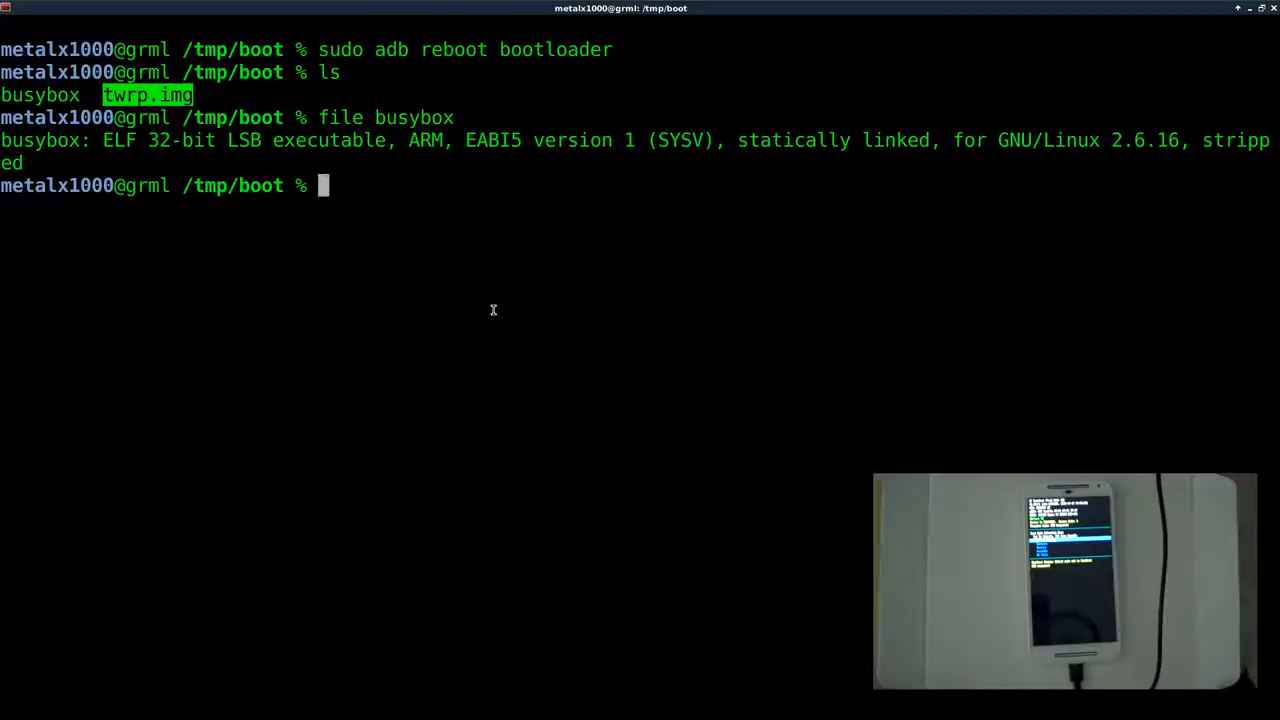 metalx1000@grml: /tmp/boot
metalx1000@grml /tmp/boot % sudo adb reboot bootloader
metalx1000@grml /tmp/boot % ls
busybox  twrp.img
metalx1000@grml /tmp/boot % file busybox
busybox: ELF 32-bit LSB executable, ARM, EABI5 version 1 (SYSV), statically linked, for GNU/Linux 2.6.16, stripp
ed
metalx1000@grml /tmp/boot %